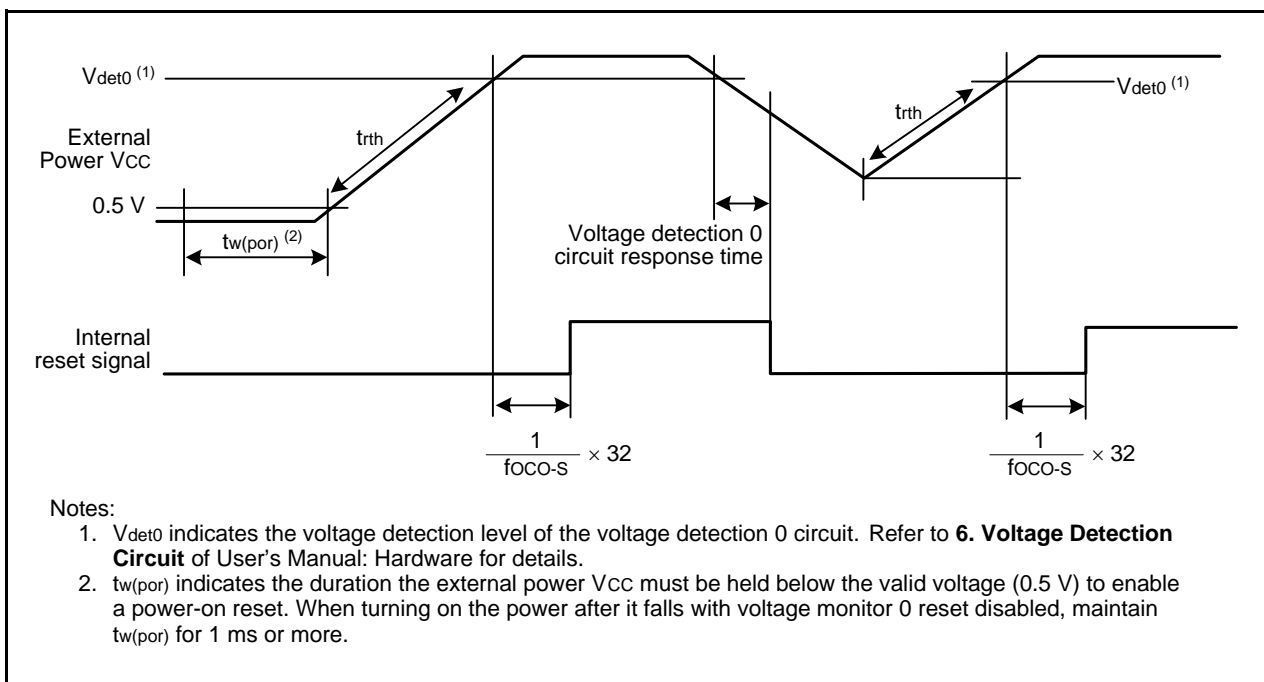 Vdet0 (1)
External
Power VCC
0.5 V
trth
tw(por) (2)
Voltage detection 0
circuit response time
trth
Vdet0 (1)
Internal
reset signal
1
fOCO-S
× 32
1
fOCO-S
× 32
Notes:
1. Vdet0 indicates the voltage detection level of the voltage detection 0 circuit. Refer to 6. Voltage Detection
Circuit of User's Manual: Hardware for details.
2. tw(por) indicates the duration the external power VCC must be held below the valid voltage (0.5 V) to enable
a power-on reset. When turning on the power after it falls with voltage monitor 0 reset disabled, maintain
tw(por) for 1 ms or more.